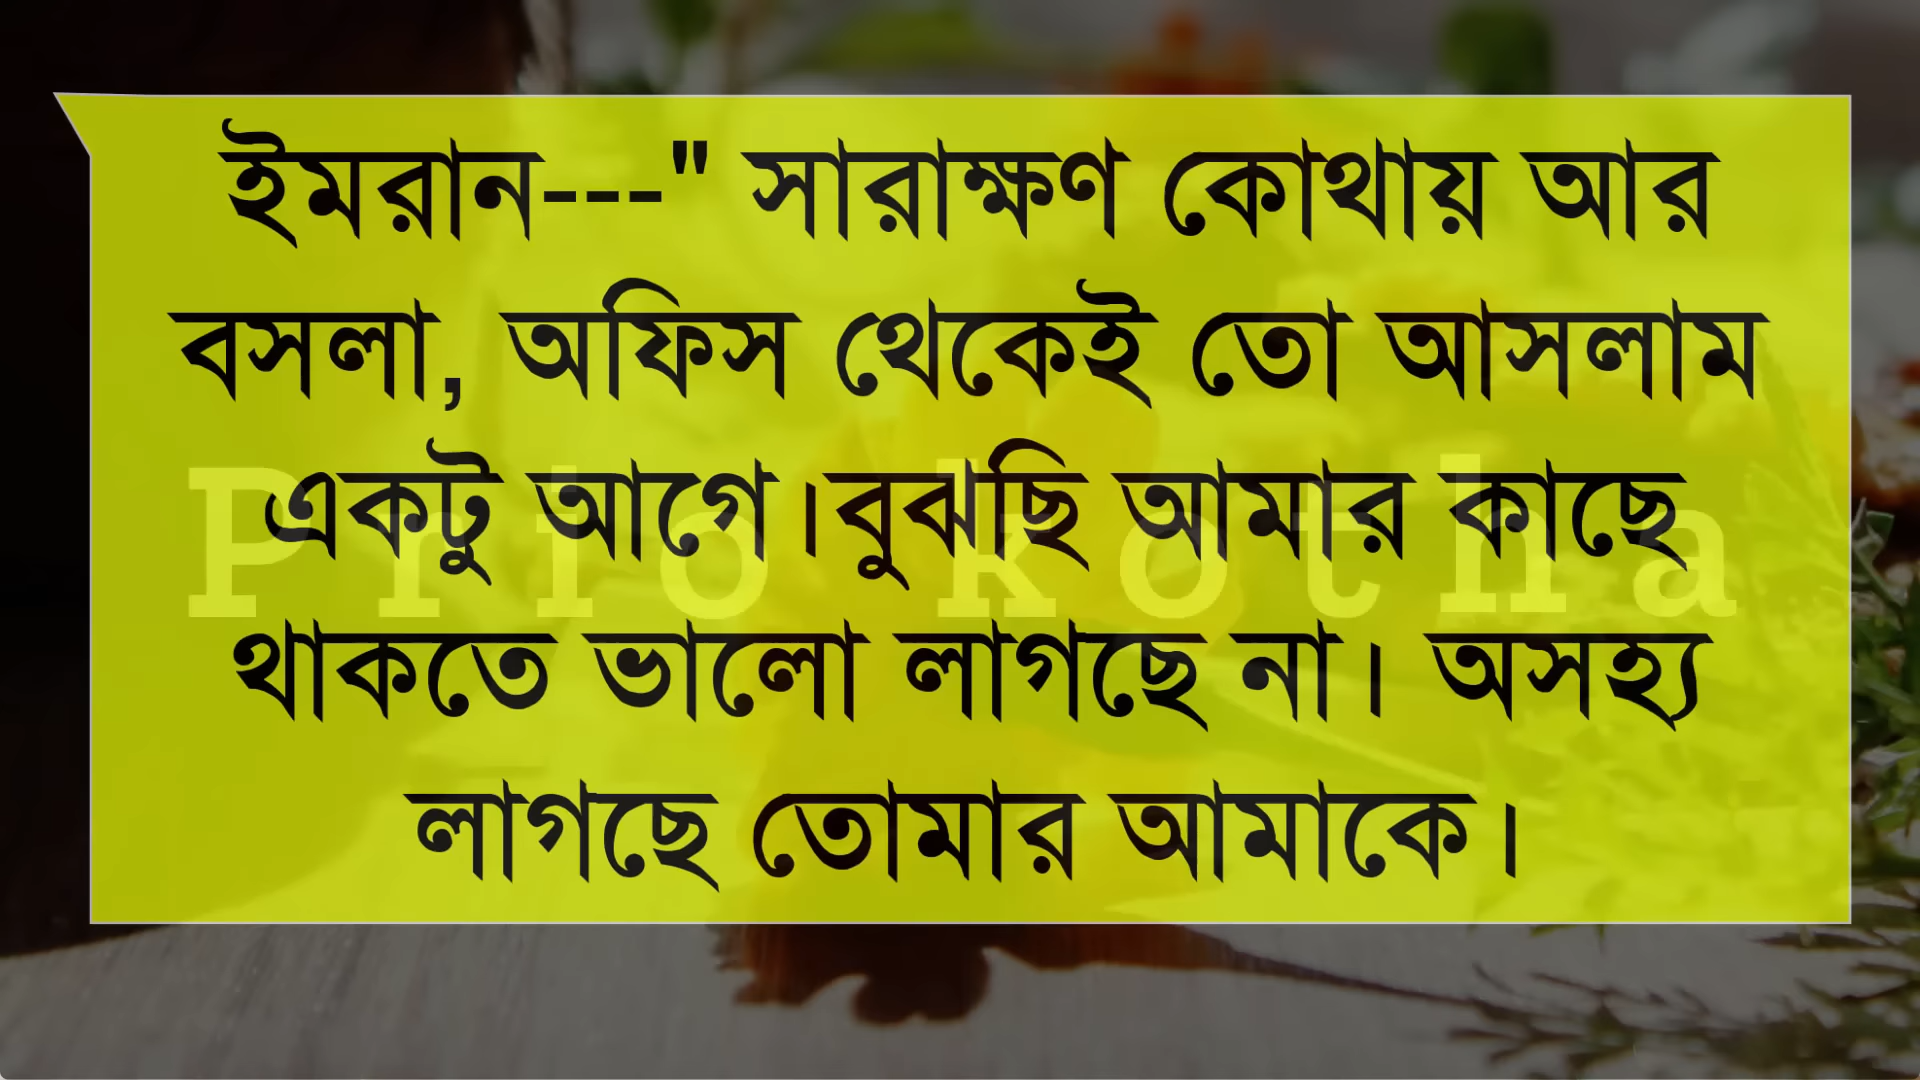 ইমরান---" সারাক্ষণ কোথায় আর
বসলা, অফিস থেকেই তো আসলাম
একটু আগে।বুঝছি আমার কাছে
Prio kotha
থাকতে ভালো লাগছে না। অসহ্য
লাগছে তোমার আমাকে।